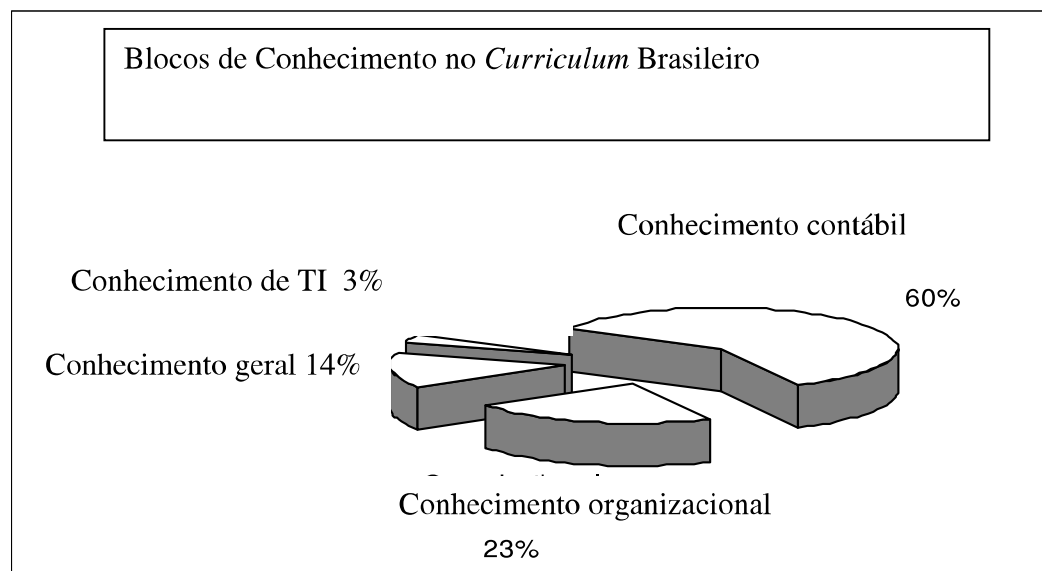 Blocos de Conhecimento no Curriculum Brasileiro
Conhecimento contábil
60%
Conhecimento de TI 3%
Conhecimento geral 14%
Conhecimento organizacional
23%